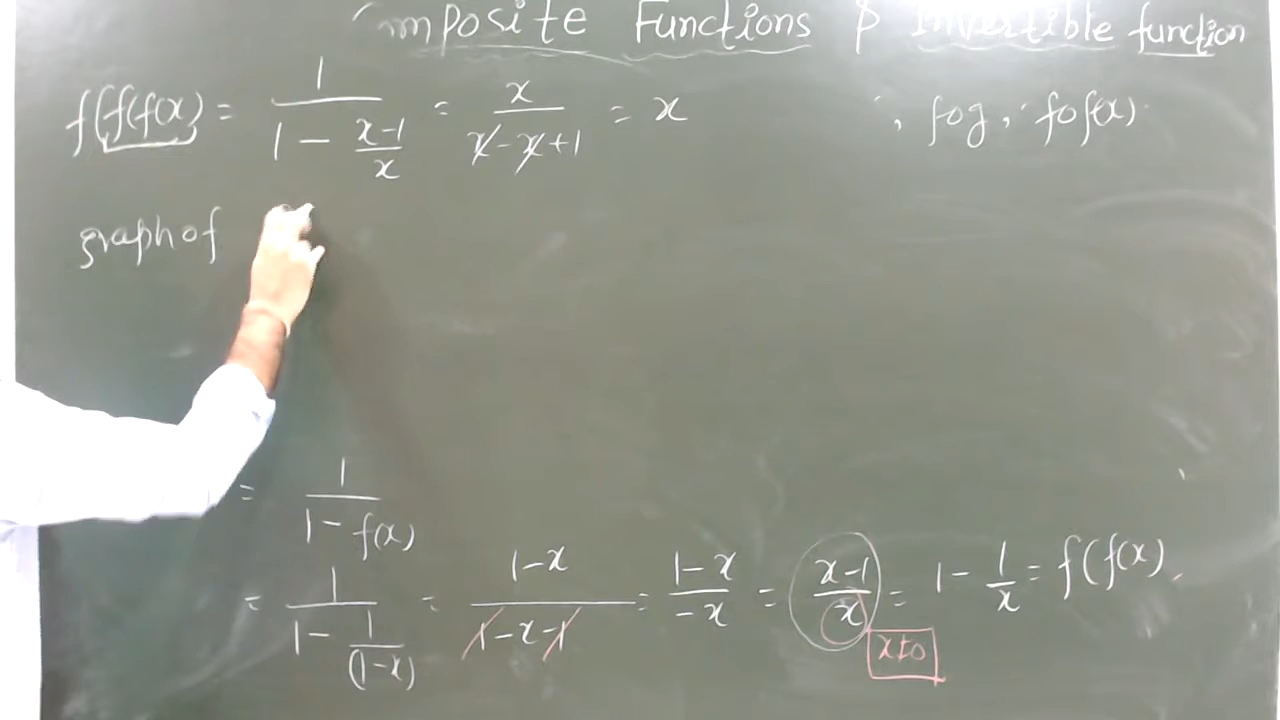 Composite Functions & Invertible function
f(f(f(x) = 1/(1 - (x-1)/x) = x/(x-x+1) = x , fog, fof(x)
graph of
= 1/(1-f(x))
= 1/(1 - 1/(1-x)) = (1-x)/(1-x-1) = (1-x)/(-x) = (x-1)/x = 1 - 1/x = f(f(x).
x≠0